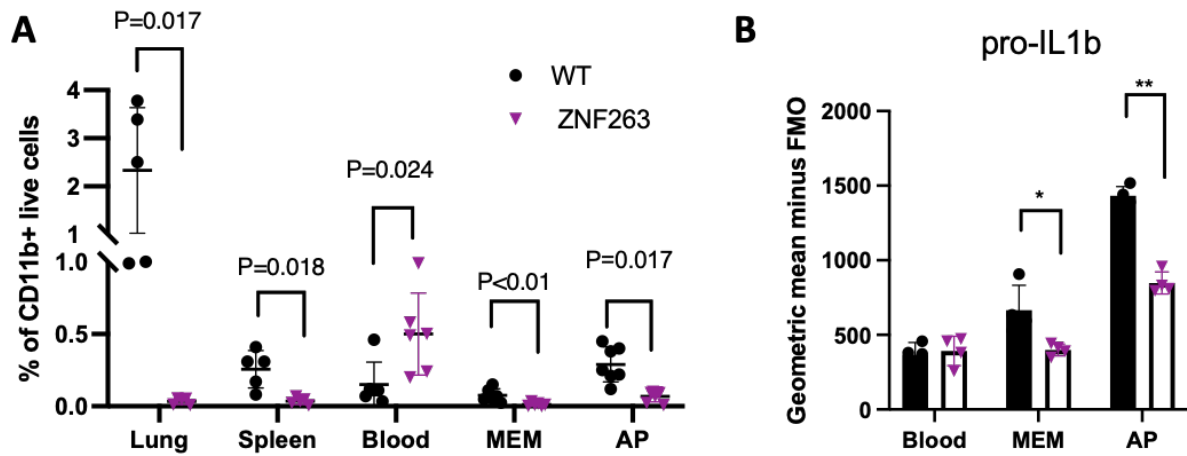 A
P=0.017
WT
ZNF263
P=0.024
P=0.018
P<0.01
P=0.017
% of CD11b+ live cells
4
3
2
1
1.0
0.5
0.0
Lung Spleen Blood MEM AP
B
pro-IL1b
**
*
Geometric mean minus FMO
2000
1500
1000
500
0
Blood MEM AP